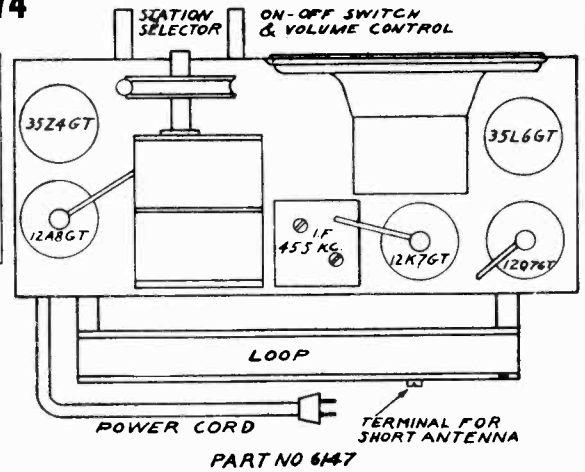 74
STATION
SELECTOR
ON-OFF SWITCH
& VOLUME CONTROL
35Z4GT
35L6GT
12A8GT
I.F
455 KC.
12K7GT
12Q7GT
LOOP
POWER CORD
TERMINAL FOR
SHORT ANTENNA
PART NO 6147